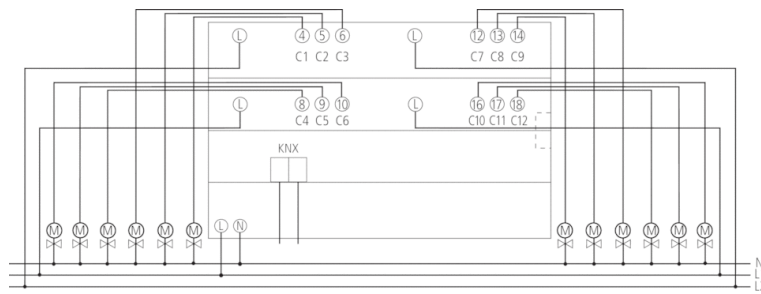 L 4 5 6 L 12 13 14
C1 C2 C3 C7 C8 C9
L 8 9 10 L 16 17 18
C4 C5 C6 C10 C11 C12
KNX
M M M M M M L N M M M M M M
N
L
L